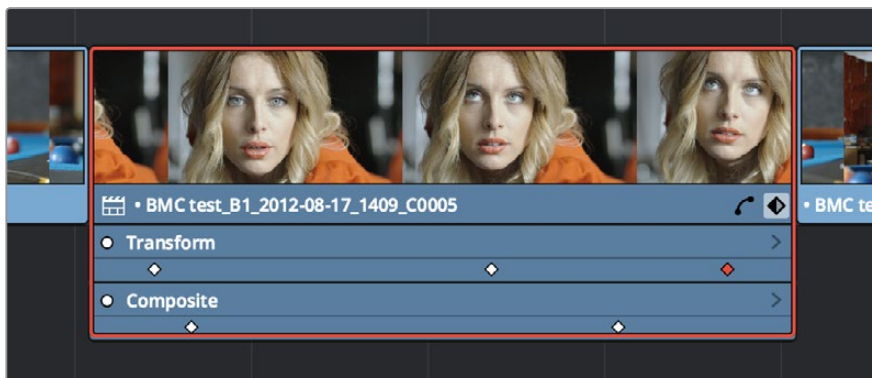 • BMC test_B1_2012-08-17_1409_C0005
• BMC te
Transform
Composite